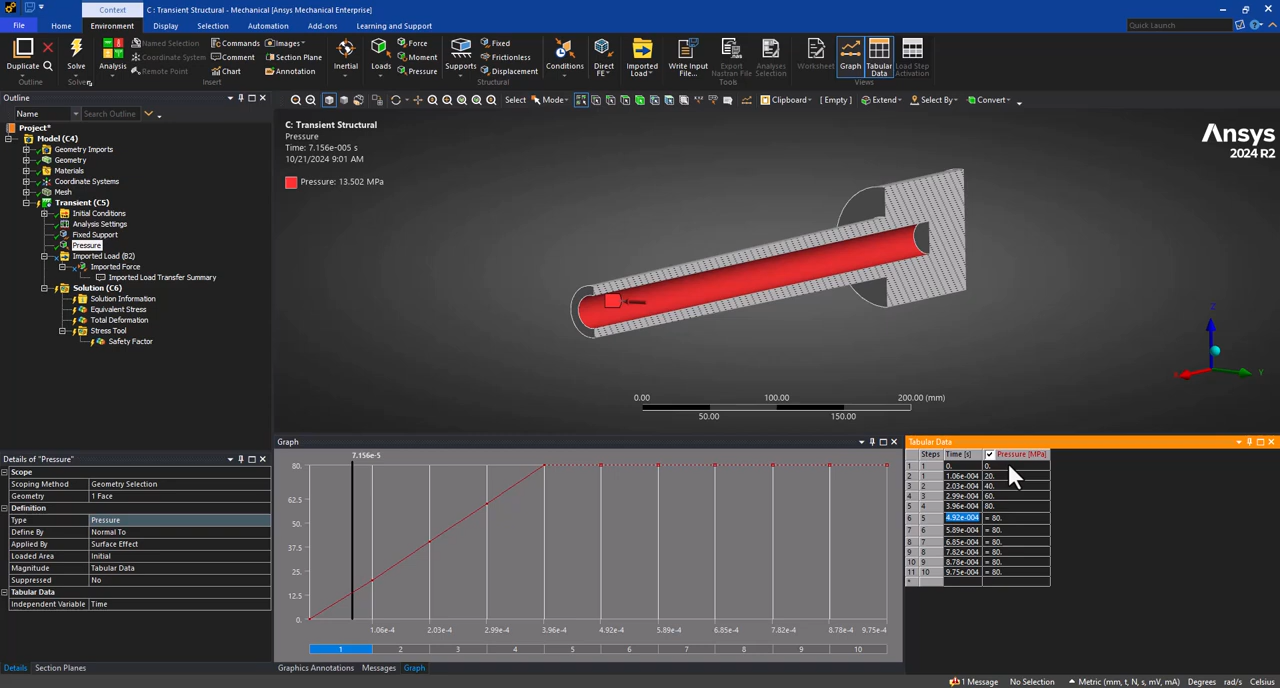 Context
C : Transient Structural - Mechanical [Ansys Mechanical Enterprise]
File
Home
Environment
Display
Selection
Automation
Add-ons
Learning and Support
Quick Launch
Duplicate
Outline
Solve
Solve
Analysis
Named Selection
Coordinate System
Remote Point
Commands
Comment
Chart
Images
Section Plane
Annotation
Insert
Inertial
Loads
Force
Moment
Pressure
Supports
Fixed
Frictionless
Displacement
Structural
Conditions
Direct FE
Imported Load
Write Input File...
Export Nastran File
Analyses Selection
Tools
Worksheet
Graph
Tabular Data
Load Step Activation
Views
Outline
Name
Search Outline
Select
Mode
Clipboard
[ Empty ]
Extend
Select By
Convert
Project*
Model (C4)
Geometry Imports
Geometry
Materials
Coordinate Systems
Mesh
Transient (C5)
Initial Conditions
Analysis Settings
Fixed Support
Pressure
Imported Load (B2)
Imported Force
Imported Load Transfer Summary
Solution (C6)
Solution Information
Equivalent Stress
Total Deformation
Stress Tool
Safety Factor
C: Transient Structural
Pressure
Time: 7.156e-005 s
10/21/2024 9:01 AM
Pressure: 13.502 MPa
Ansys
2024 R2
Z
X
Y
0.00 100.00 200.00 (mm)
50.00 150.00
Details of "Pressure"
Scope
Scoping Method Geometry Selection
Geometry 1 Face
Definition
Type Pressure
Define By Normal To
Applied By Surface Effect
Loaded Area Initial
Magnitude Tabular Data
Suppressed No
Tabular Data
Independent Variable Time
Details
Section Planes
Graph
7.156e-5
80.
62.5
50.
37.5
25.
12.5
0.
1.06e-4 2.03e-4 2.99e-4 3.96e-4 4.92e-4 5.89e-4 6.85e-4 7.82e-4 8.78e-4 9.75e-4
1 2 3 4 5 6 7 8 9 10
Graphics Annotations
Messages
Graph
Tabular Data
Steps Time [s] Pressure [MPa]
1 1 0. 0.
2 1 1.06e-004 20.
3 2 2.03e-004 40.
4 3 2.99e-004 60.
5 4 3.96e-004 80.
6 5 4.92e-004 = 80.
7 6 5.89e-004 = 80.
8 7 6.85e-004 = 80.
9 8 7.82e-004 = 80.
10 9 8.78e-004 = 80.
11 10 9.75e-004 = 80.
*
1 Message
No Selection
Metric (mm, t, N, s, mV, mA)
Degrees
rad/s
Celsius